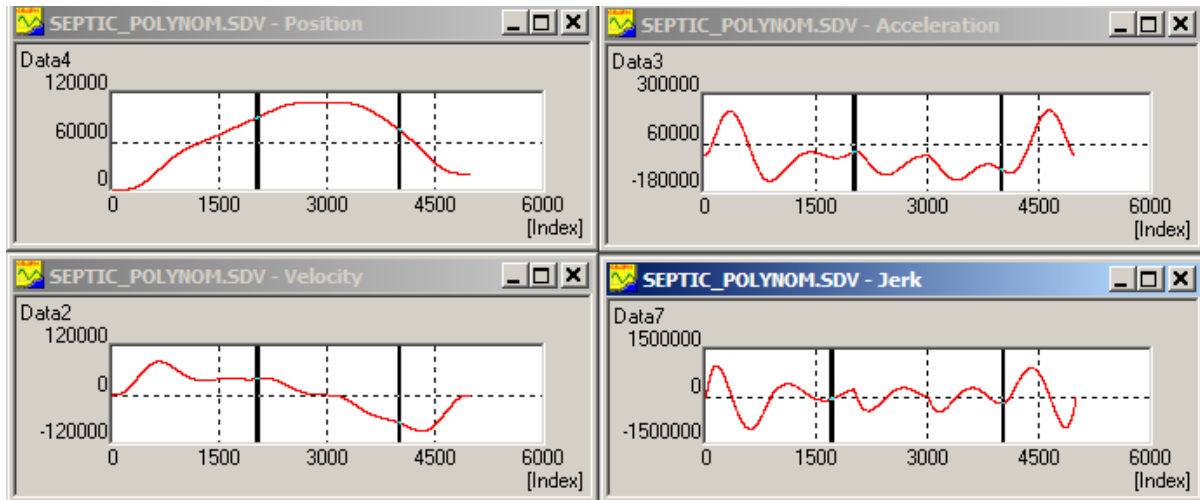 SEPTIC_POLYNOM.SDV - Position
Data4
120000
60000
0
0 1500 3000 4500 6000
[Index]
SEPTIC_POLYNOM.SDV - Acceleration
Data3
300000
60000
-180000
0 1500 3000 4500 6000
[Index]
SEPTIC_POLYNOM.SDV - Velocity
Data2
120000
0
-120000
0 1500 3000 4500 6000
[Index]
SEPTIC_POLYNOM.SDV - Jerk
Data7
1500000
0
-1500000
0 1500 3000 4500 6000
[Index]